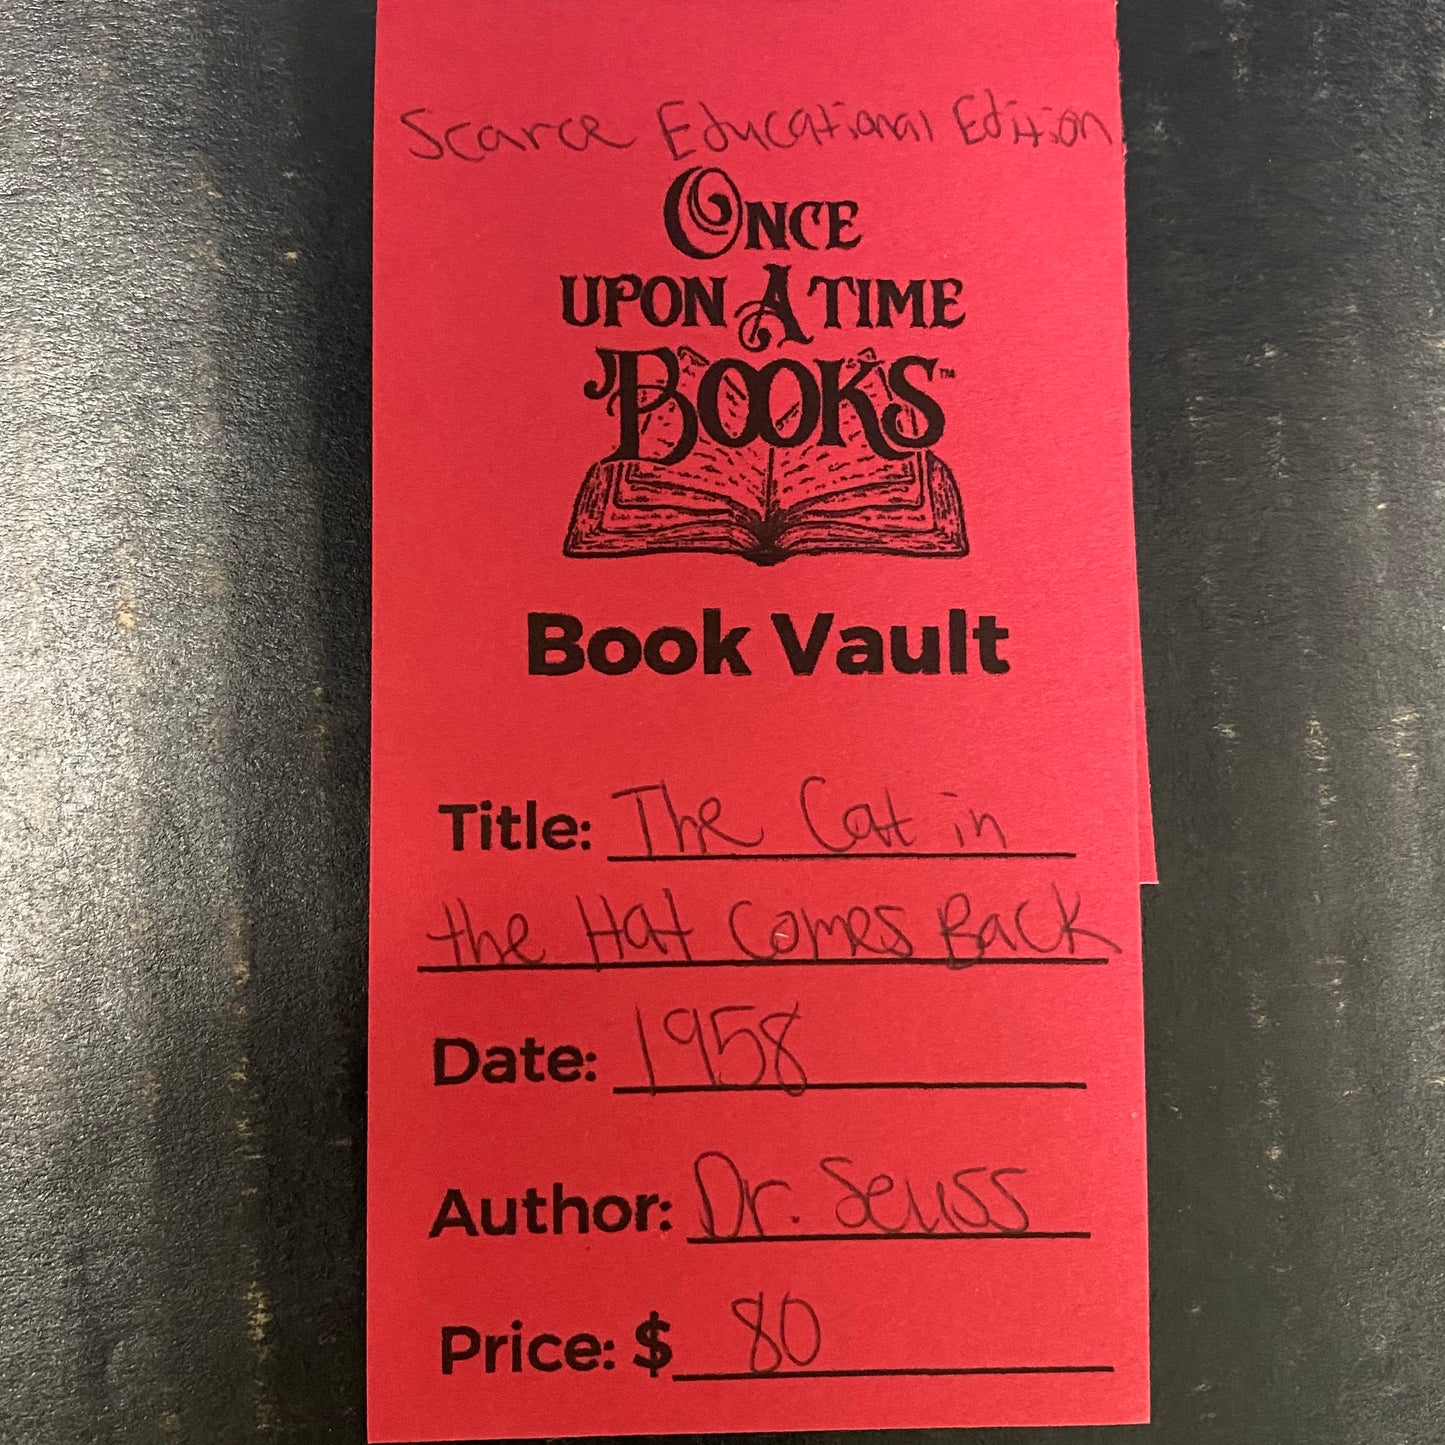 Scarce Educational Edition
ONCE
UPON A TIME
BOOKS™
Book Vault
Title: The Cat in
the Hat Comes Back
Date: 1958
Author: Dr. Seuss
Price: $ 80